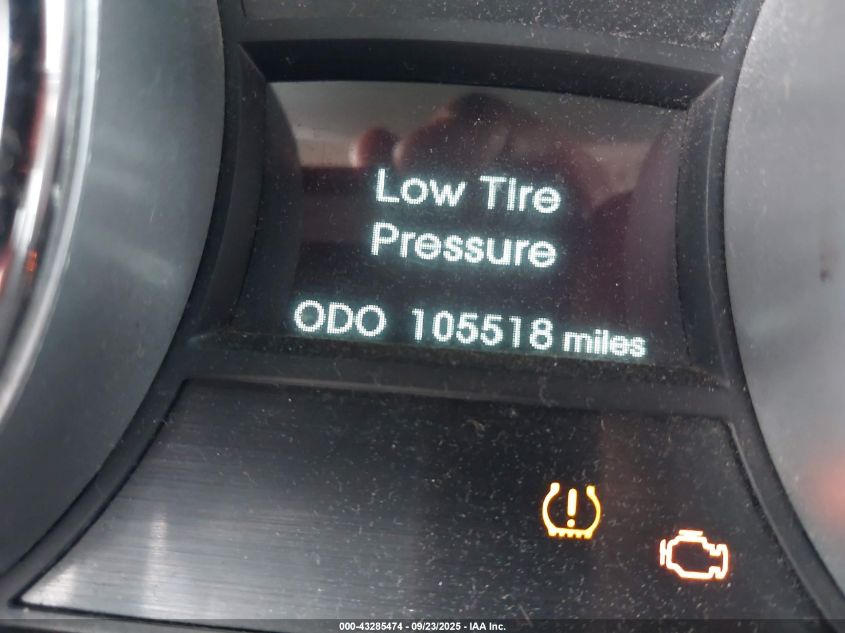 Low Tire
Pressure
ODO 105518 miles
000-43285474 - 09/23/2025 - IAA Inc.